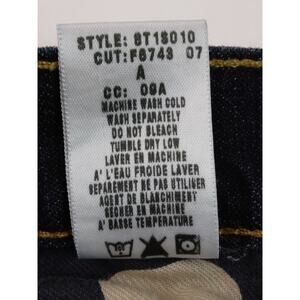 STYLE: 8T1S010
CUT: F6743 07
A
CC: 09A
MACHINE WASH COLD
WASH SEPARATELY
DO NOT BLEACH
TUMBLE DRY LOW
LAVER EN MACHINE
A' L'EAU FROIDE LAVER
SEPAREMENT NE PAS UTILISER
AGENT DE BLANCHIMENT
SECHER EN MACHINE
A' BASSE TEMPERATURE